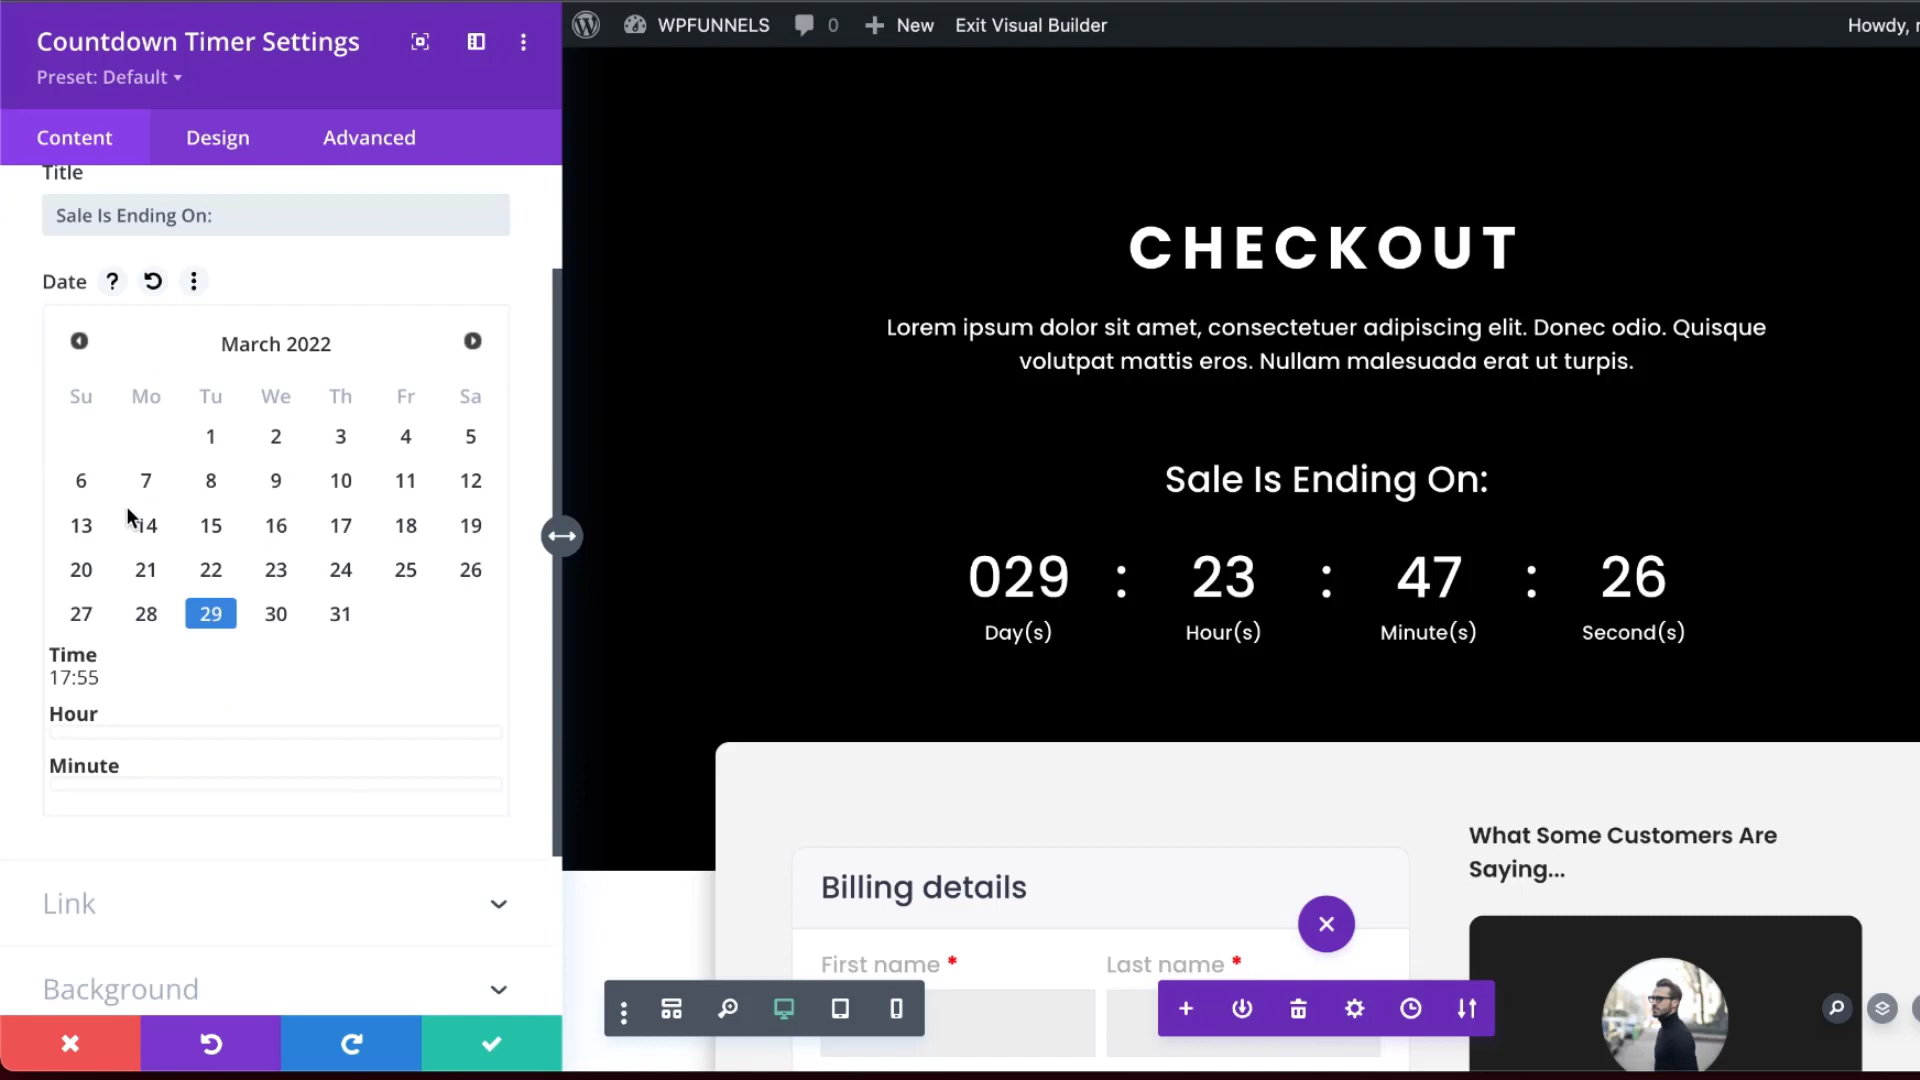 Countdown Timer Settings
Preset: Default
Content Design Advanced
Title
Sale Is Ending On:
Date ?
March 2022
Su Mo Tu We Th Fr Sa
1 2 3 4 5
6 7 8 9 10 11 12
13 14 15 16 17 18 19
20 21 22 23 24 25 26
27 28 29 30 31
Time
17:55
Hour
Minute
Link
Background
WPFUNNELS 0 + New Exit Visual Builder Howdy,
CHECKOUT
Lorem ipsum dolor sit amet, consectetuer adipiscing elit. Donec odio. Quisque
volutpat mattis eros. Nullam malesuada erat ut turpis.
Sale Is Ending On:
029 : 23 : 47 : 26
Day(s) Hour(s) Minute(s) Second(s)
Billing details
First name * Last name *
What Some Customers Are
Saying...